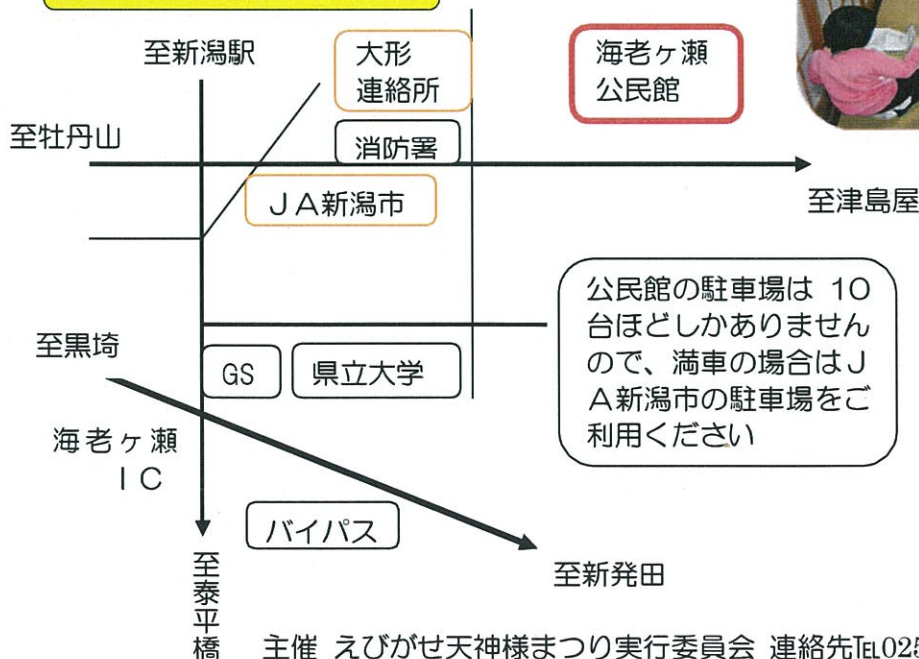 至新潟駅
大形
連絡所
海老ヶ瀬
公民館
至牡丹山
消防署
JA新潟市
至津島屋
公民館の駐車場は 10
台ほどしかありません
ので、満車の場合はJ
A新潟市の駐車場をご
利用ください
至黒埼
GS
県立大学
海老ヶ瀬
IC
バイパス
至新発田
至泰平橋
主催 えびがせ天神様まつり実行委員会 連絡先℡025